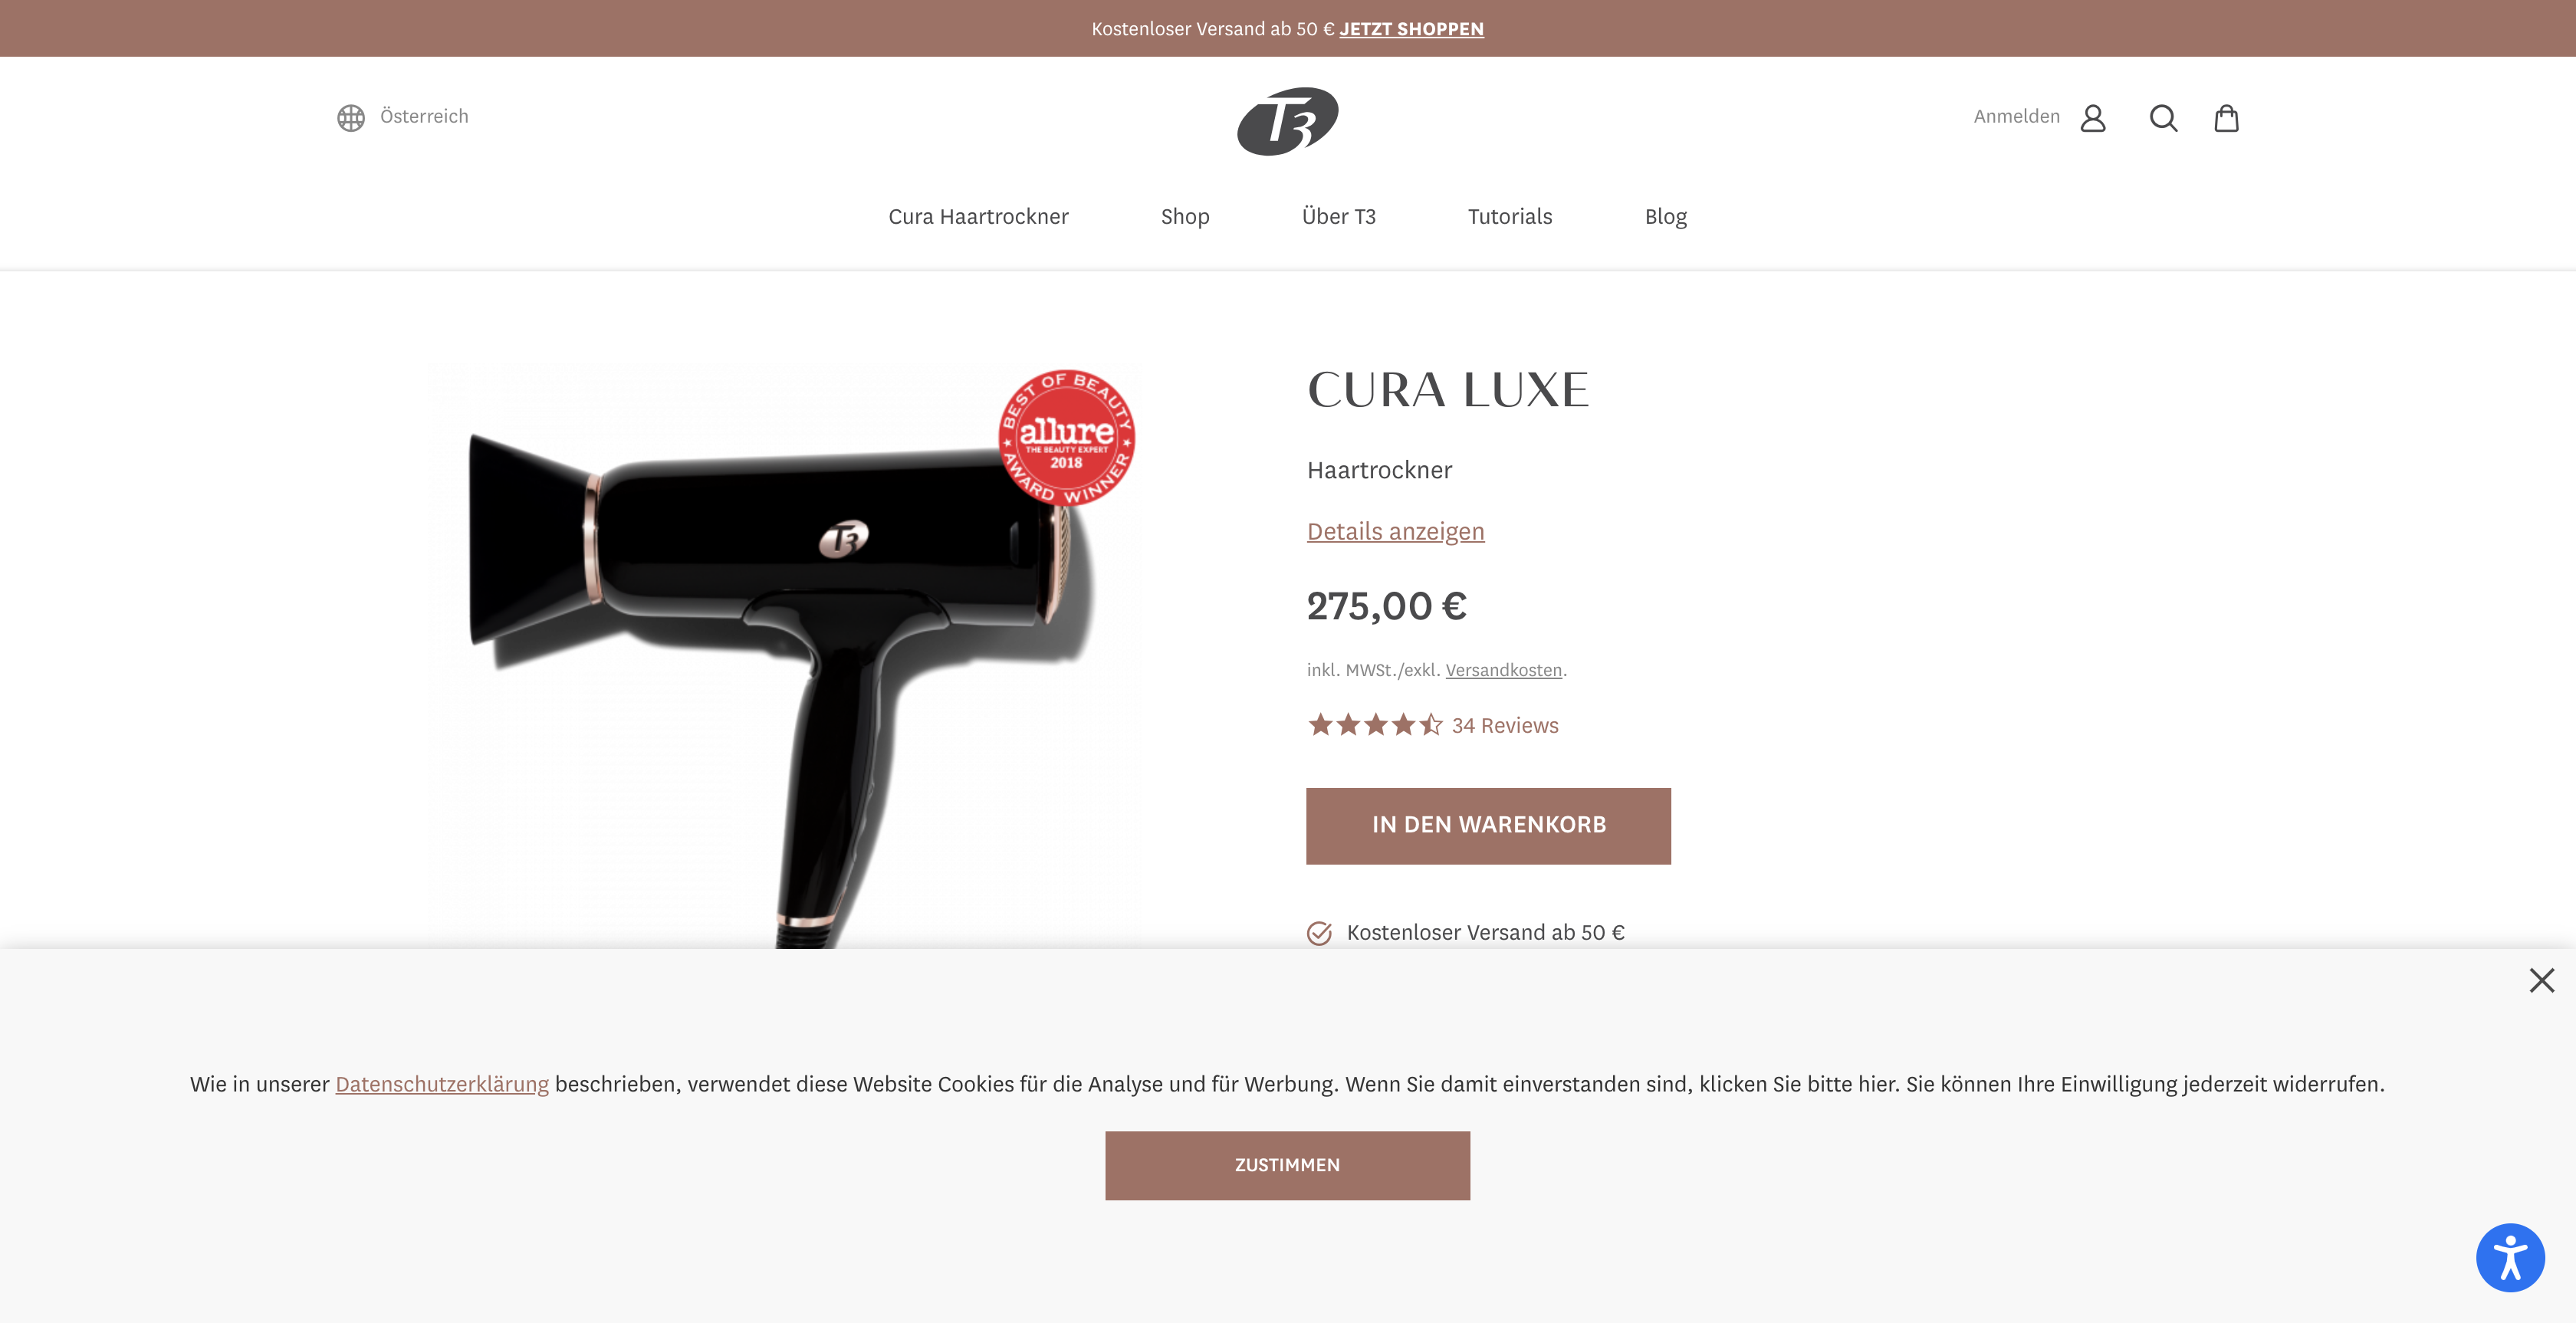 Kostenloser Versand ab 50 € JETZT SHOPPEN
Österreich
T3
Anmelden
Cura Haartrockner
Shop
Über T3
Tutorials
Blog
BEST OF BEAUTY
allure
THE BEAUTY EXPERT
2018
AWARD WINNER
T3
CURA LUXE
Haartrockner
Details anzeigen
275,00 €
inkl. MWSt./exkl. Versandkosten.
34 Reviews
IN DEN WARENKORB
Kostenloser Versand ab 50 €
Wie in unserer Datenschutzerklärung beschrieben, verwendet diese Website Cookies für die Analyse und für Werbung. Wenn Sie damit einverstanden sind, klicken Sie bitte hier. Sie können Ihre Einwilligung jederzeit widerrufen.
ZUSTIMMEN